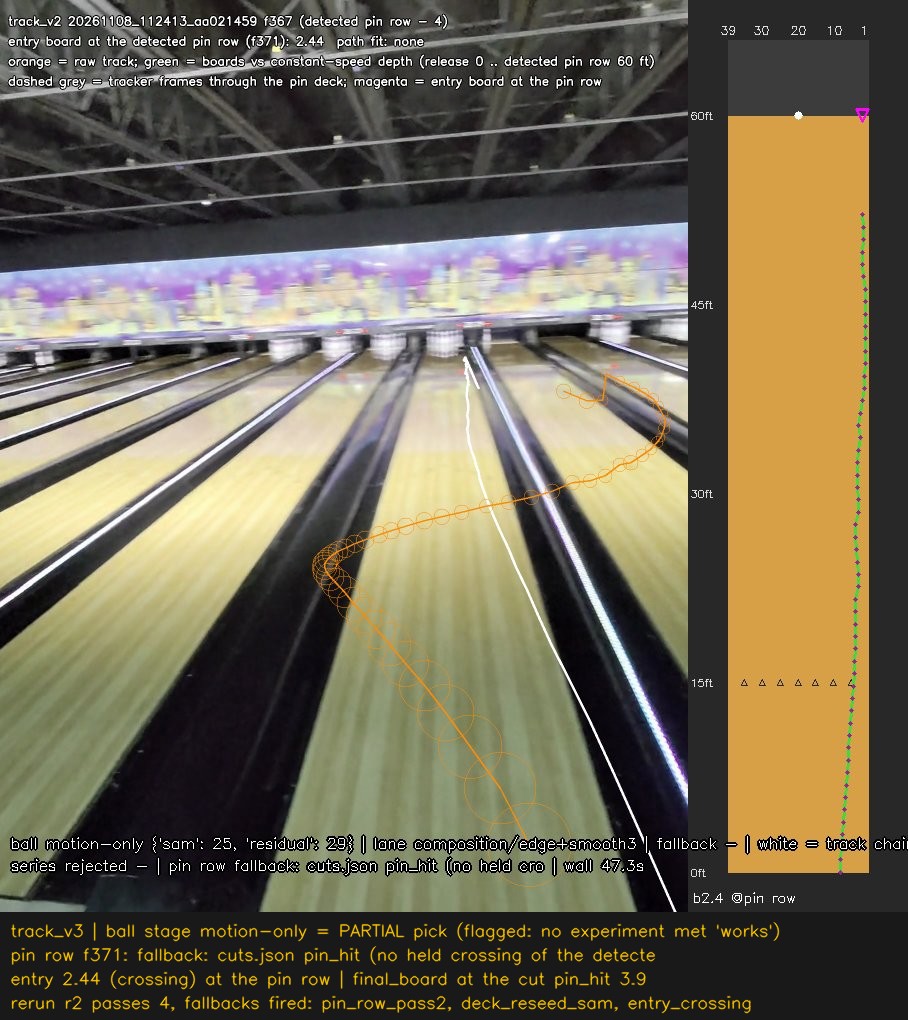 track_v2 20261108_112413_aa021459 f367 (detected pin row - 4)
entry board at the detected pin row (f371): 2.44 path fit: none
orange = raw track; green = boards vs constant-speed depth (release 0 .. detected pin row 60 ft)
dashed grey = tracker frames through the pin deck; magenta = entry board at the pin row
39 30 20 10 1
60ft
45ft
30ft
15ft
0ft
ball motion-only {'sam': 25, 'residual': 29} | lane composition/edge+smooth3 | fallback - | white = track chai
series rejected - | pin row fallback: cuts.json pin_hit (no held cro | wall 47.3s
b2.4 @pin row
track_v3 | ball stage motion-only = PARTIAL pick (flagged: no experiment met 'works')
pin row f371: fallback: cuts.json pin_hit (no held crossing of the detecte
entry 2.44 (crossing) at the pin row | final_board at the cut pin_hit 3.9
rerun r2 passes 4, fallbacks fired: pin_row_pass2, deck_reseed_sam, entry_crossing